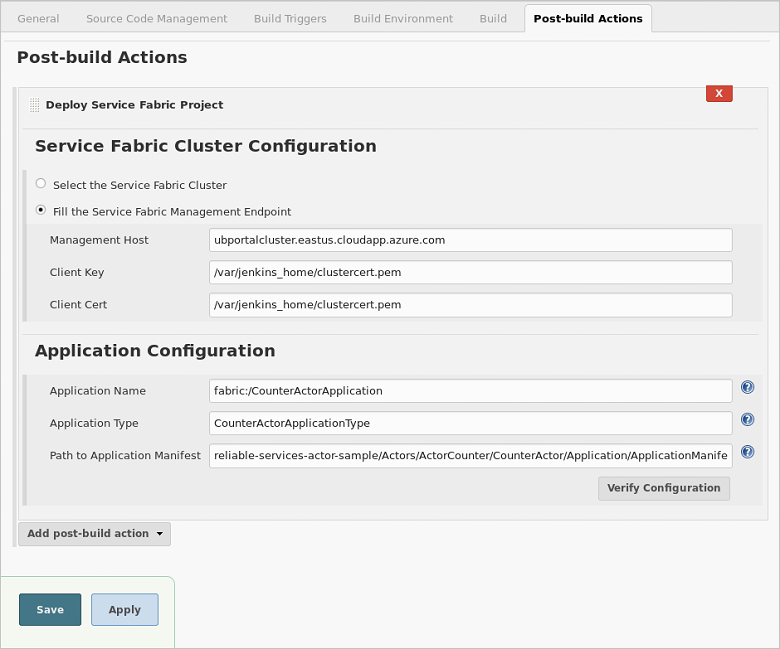 General Source Code Management Build Triggers Build Environment Build Post-build Actions
Post-build Actions
X
Deploy Service Fabric Project
Service Fabric Cluster Configuration
Select the Service Fabric Cluster
Fill the Service Fabric Management Endpoint
Management Host ubportalcluster.eastus.cloudapp.azure.com
Client Key /var/jenkins_home/clustercert.pem
Client Cert /var/jenkins_home/clustercert.pem
Application Configuration
Application Name fabric:/CounterActorApplication ?
Application Type CounterActorApplicationType ?
Path to Application Manifest reliable-services-actor-sample/Actors/ActorCounter/CounterActor/Application/ApplicationManife ?
Verify Configuration
Add post-build action
Save Apply